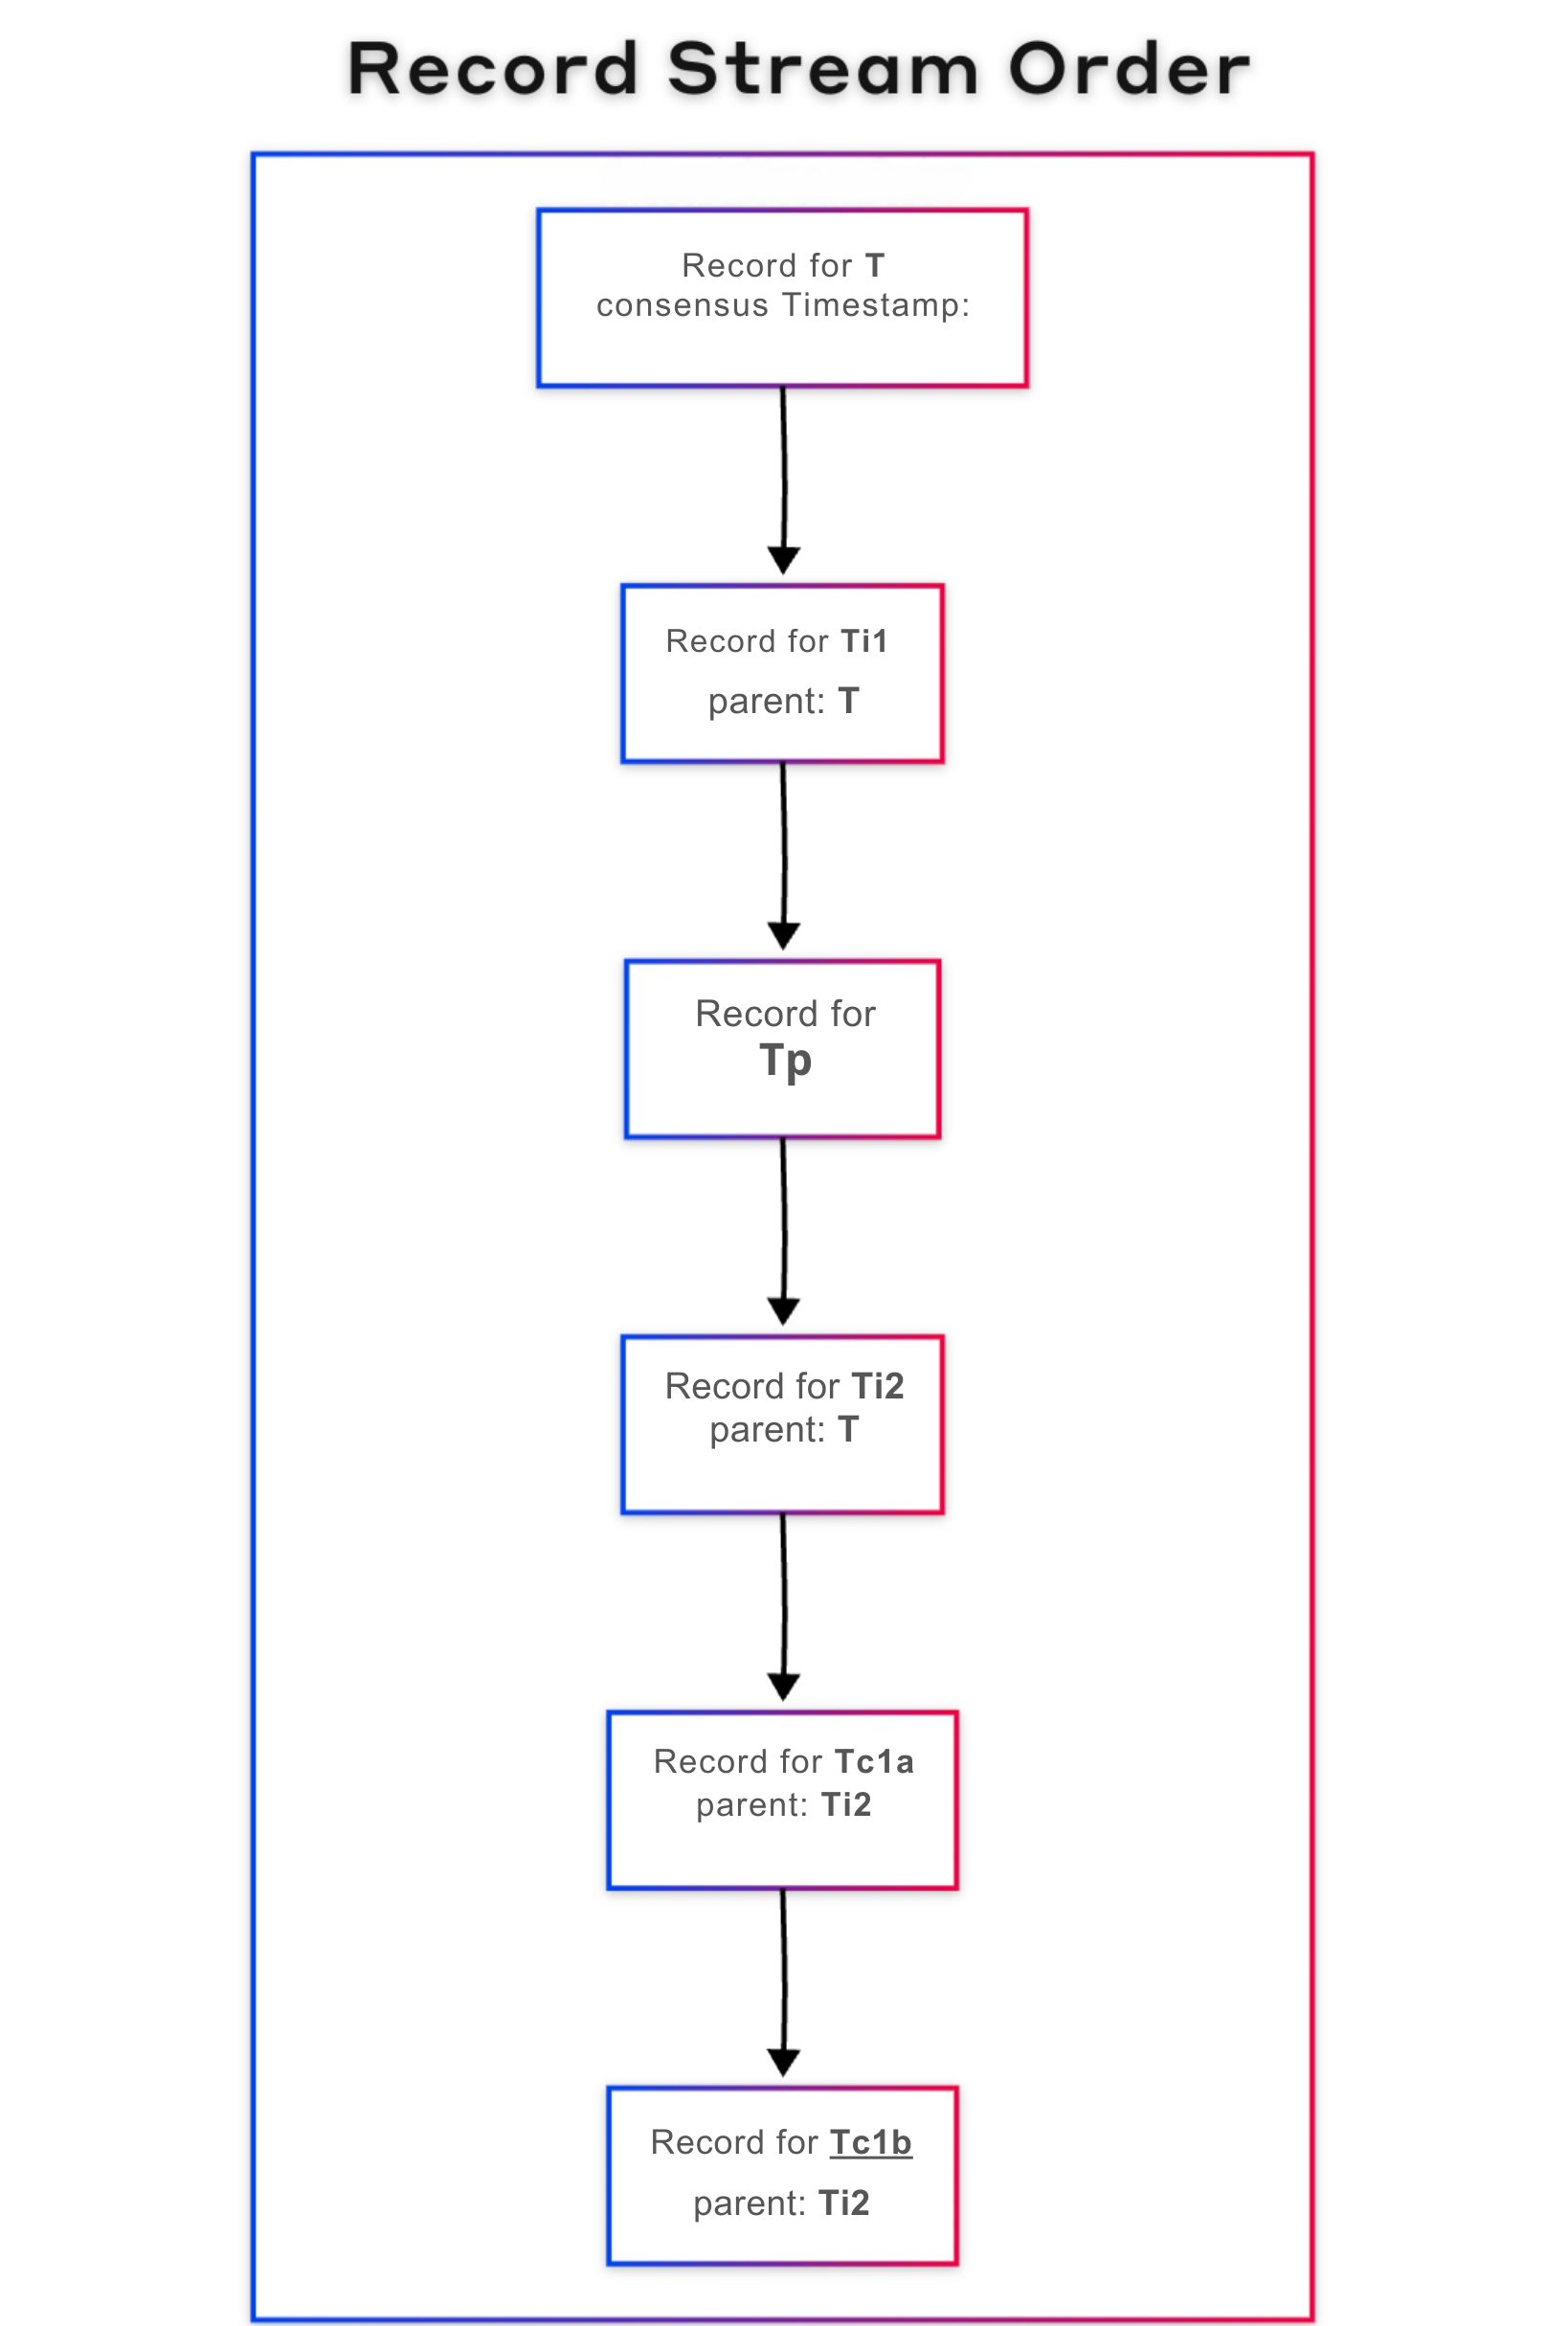 Record Stream Order
Record for T
consensus Timestamp:
Record for Ti1
parent: T
Record for
Tp
Record for Ti2
parent: T
Record for Tc1a
parent: Ti2
Record for Tc1b
parent: Ti2